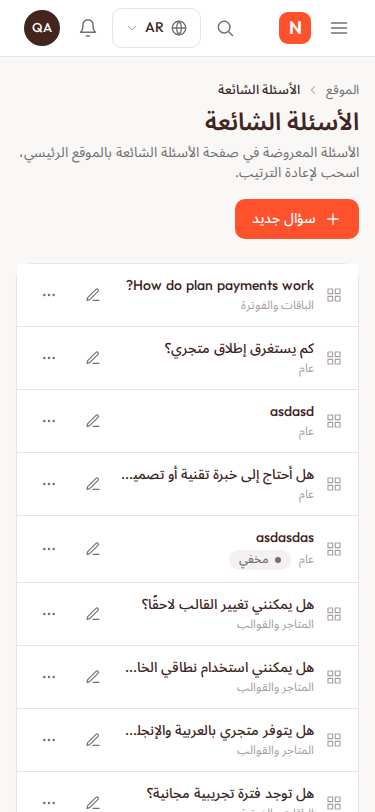 N
AR
QA
الموقع
الأسئلة الشائعة
الأسئلة الشائعة
الأسئلة المعروضة في صفحة الأسئلة الشائعة بالموقع الرئيسي،
اسحب لإعادة الترتيب.
سؤال جديد
How do plan payments work?
الباقات والفوترة
كم يستغرق إطلاق متجري؟
عام
asdasd
عام
هل أحتاج إلى خبرة تقنية أو تصميـ...
عام
asdasdas
عام
مخفي
هل يمكنني تغيير القالب لاحقًا؟
المتاجر والقوالب
هل يمكنني استخدام نطاقي الخا...
المتاجر والقوالب
هل يتوفر متجري بالعربية والإنجلـ...
المتاجر والقوالب
هل توجد فترة تجريبية مجانية؟